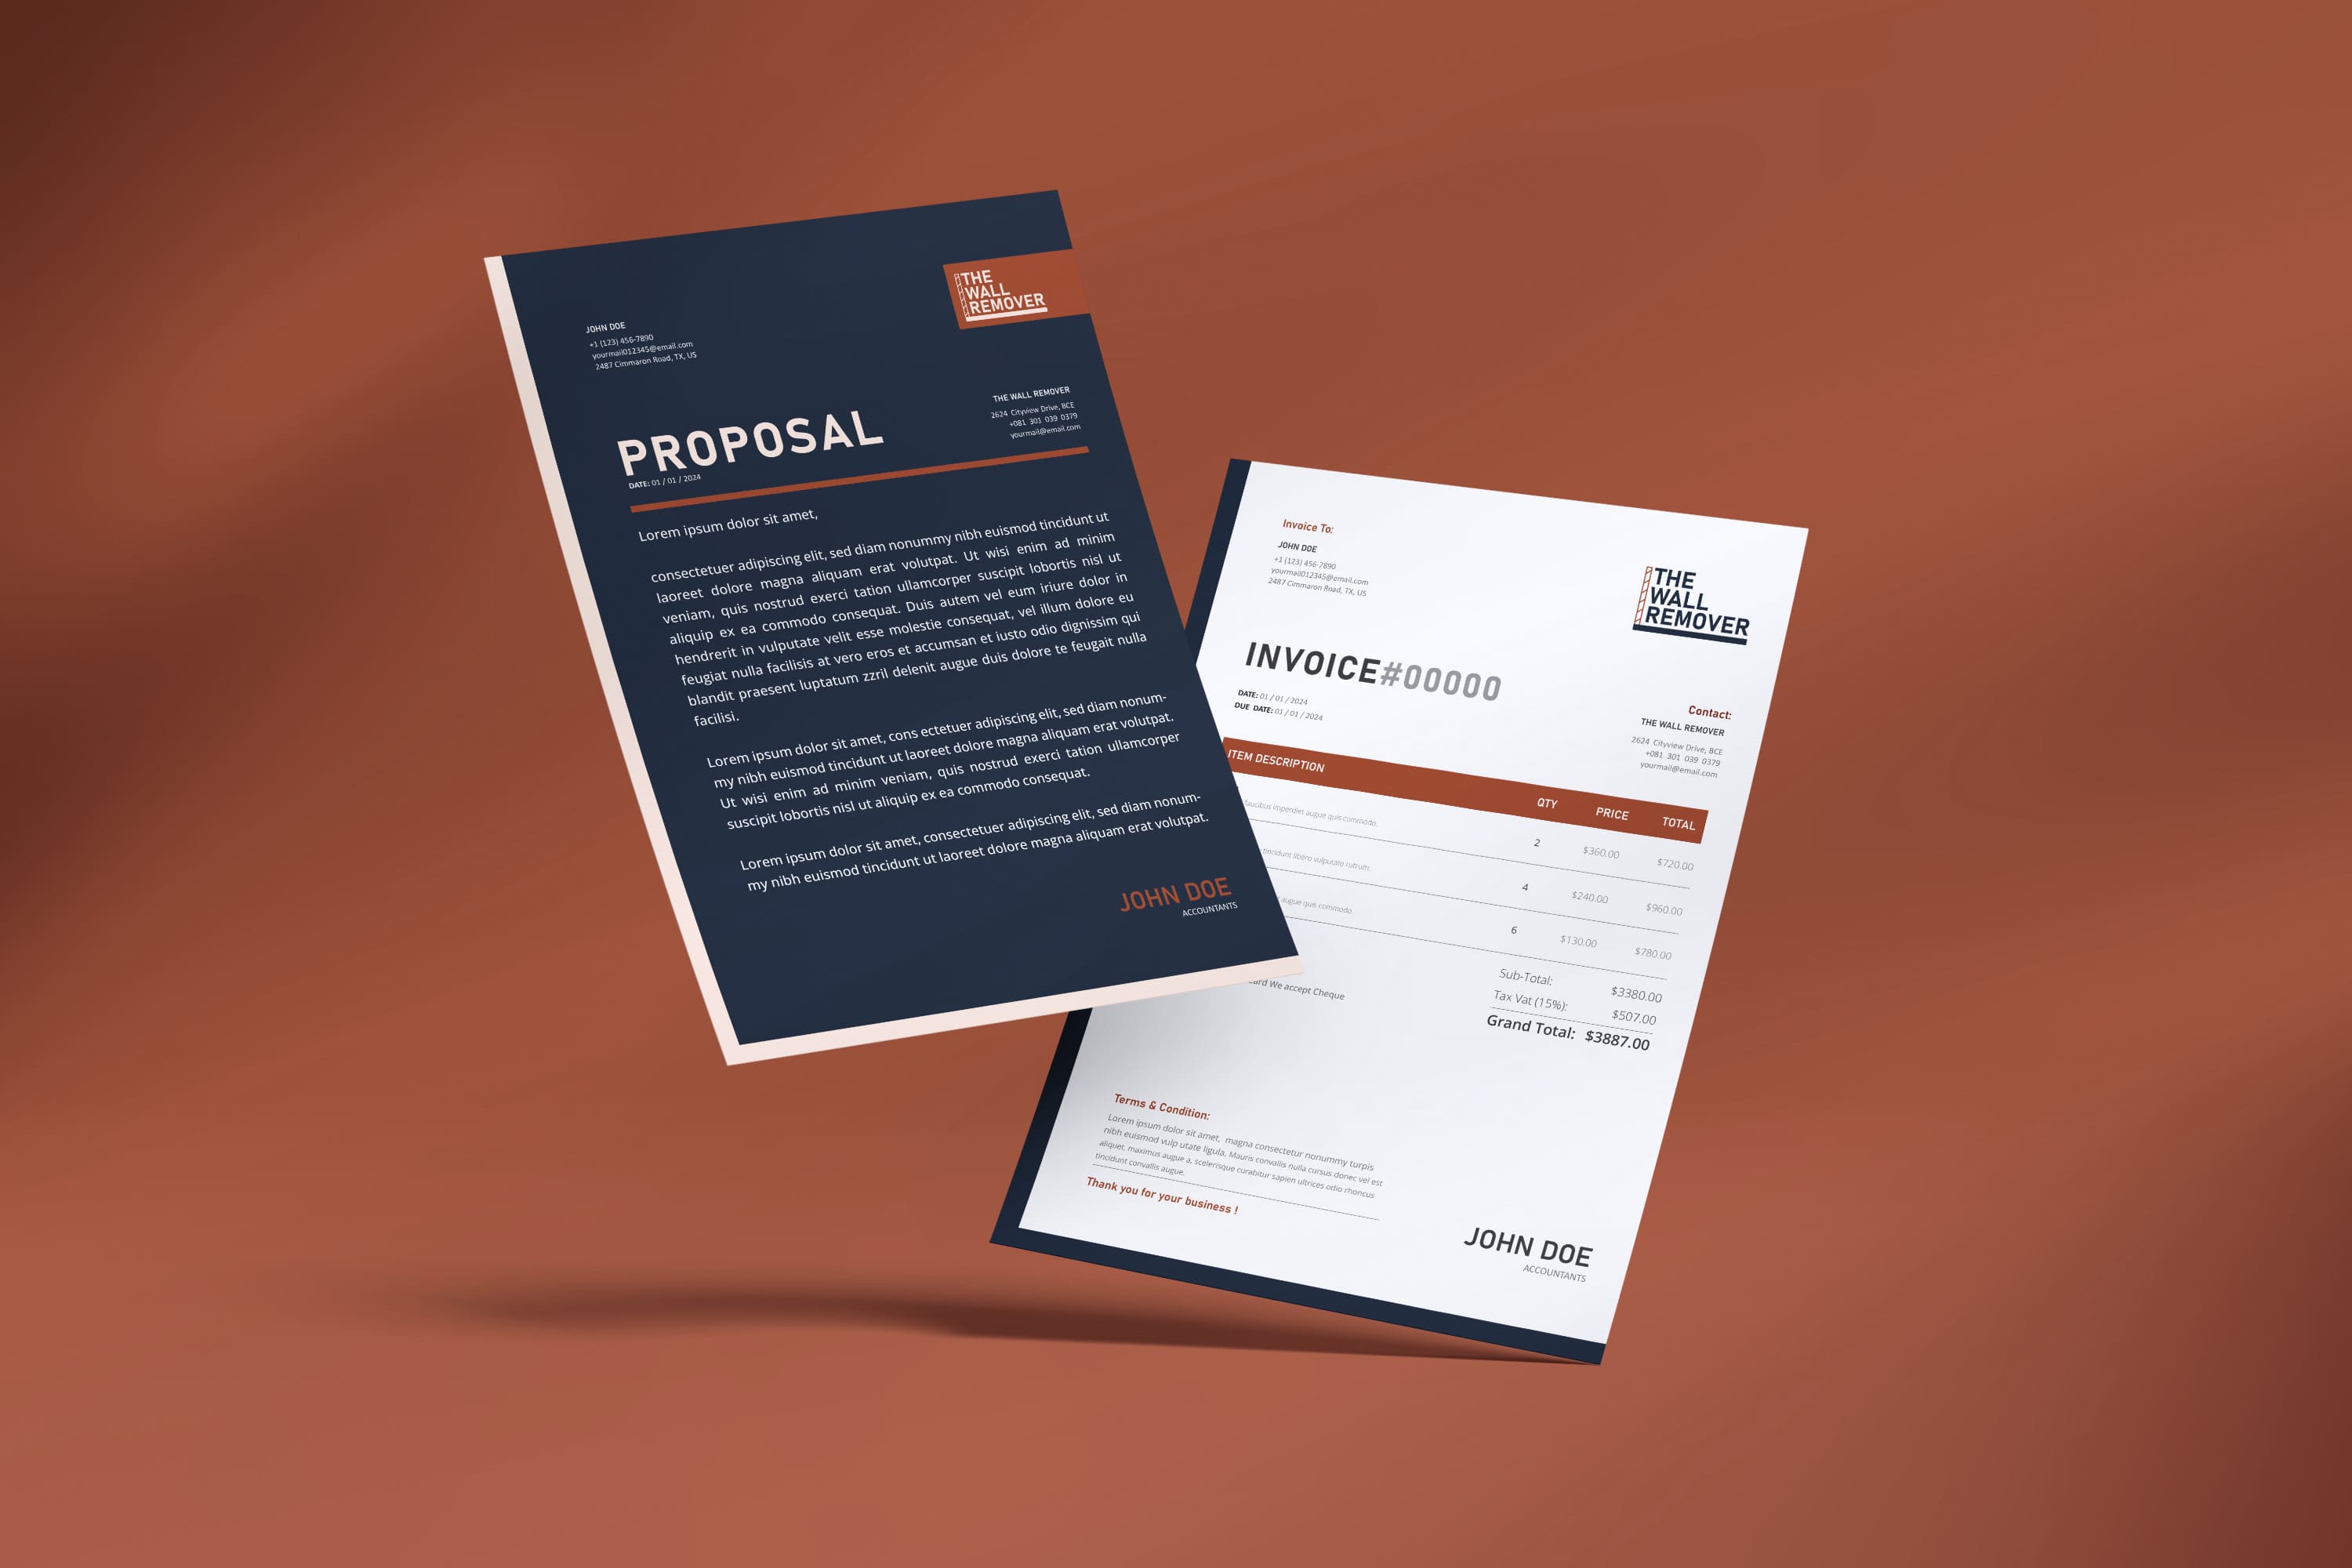 THE
WALL
REMOVER
JOHN DOE
+1 (123) 456-7890
yourmail012345@email.com
2487 Cimmaron Road, TX, US
THE WALL REMOVER
2624 Cityview Drive, BCE
+081 301 039 0379
yourmail@email.com
PROPOSAL
DATE: 01 / 01 / 2024
Lorem ipsum dolor sit amet,
consectetuer adipiscing elit, sed diam nonummy nibh euismod tincidunt ut
laoreet dolore magna aliquam erat volutpat. Ut wisi enim ad minim
veniam, quis nostrud exerci tation ullamcorper suscipit lobortis nisl ut
aliquip ex ea commodo consequat. Duis autem vel eum iriure dolor in
hendrerit in vulputate velit esse molestie consequat, vel illum dolore eu
feugiat nulla facilisis at vero eros et accumsan et iusto odio dignissim qui
blandit praesent luptatum zzril delenit augue duis dolore te feugait nulla
facilisi.
Lorem ipsum dolor sit amet, cons ectetuer adipiscing elit, sed diam nonum-
my nibh euismod tincidunt ut laoreet dolore magna aliquam erat volutpat.
Ut wisi enim ad minim veniam, quis nostrud exerci tation ullamcorper
suscipit lobortis nisl ut aliquip ex ea commodo consequat.
Lorem ipsum dolor sit amet, consectetuer adipiscing elit, sed diam nonum-
my nibh euismod tincidunt ut laoreet dolore magna aliquam erat volutpat.
JOHN DOE
ACCOUNTANTS
Invoice To:
JOHN DOE
+1 (123) 456-7890
yourmail012345@email.com
2487 Cimmaron Road, TX, US
THE
WALL
REMOVER
INVOICE#00000
DATE: 01 / 01 / 2024
DUE DATE: 01 / 01 / 2024
Contact:
THE WALL REMOVER
2624 Cityview Drive, BCE
+081 301 039 0379
yourmail@email.com
ITEM DESCRIPTION QTY PRICE TOTAL
faucibus imperdiet augue quis commodo. 2 $360.00 $720.00
tincidunt libero vulputate rutrum. 4 $240.00 $960.00
augue quis commodo 6 $130.00 $780.00
We accept Cheque
Sub-Total: $3380.00
Tax Vat (15%): $507.00
Grand Total: $3887.00
Terms & Condition:
Lorem ipsum dolor sit amet, magna consectetur nonummy turpis
nibh euismod vulp utate ligula. Mauris convallis nulla cursus donec vel est
aliquet, maximus augue a, scelerisque curabitur sapien ultrices odio rhoncus
tincidunt convallis augue.
Thank you for your business !
JOHN DOE
ACCOUNTANTS